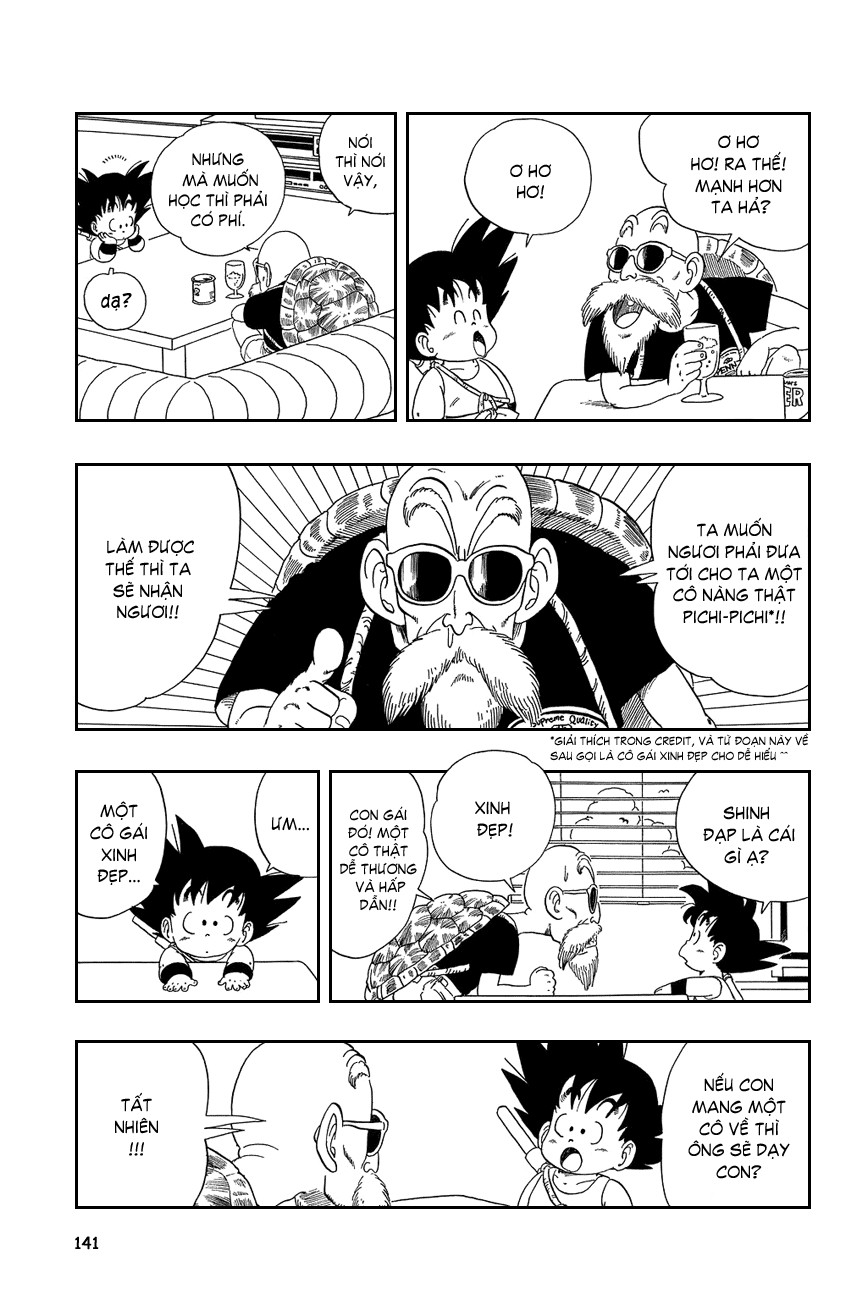 Ơ HƠ
HƠ! RA THẾ!
MẠNH HƠN
TA HẢ?
Ơ HƠ
HƠ!
ER
NÓI
THÌ NÓI
VẬY,
NHƯNG
MÀ MUỐN
HỌC THÌ PHẢI
CÓ PHÍ.
DẠ?
TA MUỐN
NGƯƠI PHẢI ĐƯA
TỚI CHO TA MỘT
CÔ NÀNG THẬT
PICHI-PICHI*!!
LÀM ĐƯỢC
THẾ THÌ TA
SẼ NHẬN
NGƯƠI!!
Supreme Quality
*GIẢI THÍCH TRONG CREDIT, VÀ TỪ ĐOẠN NÀY VỀ
SAU GỌI LÀ CÔ GÁI XINH ĐẸP CHO DỄ HIỂU ^^
SHINH
ĐẠP LÀ CÁI
GÌ Ạ?
XINH
ĐẸP!
CON GÁI
ĐÓ! MỘT
CÔ THẬT
DỄ THƯƠNG
VÀ HẤP
DẪN!!
ƯM...
MỘT
CÔ GÁI
XINH
ĐẸP...
NẾU CON
MANG MỘT
CÔ VỀ THÌ
ÔNG SẼ DẠY
CON?
TẤT
NHIÊN
!!!
141